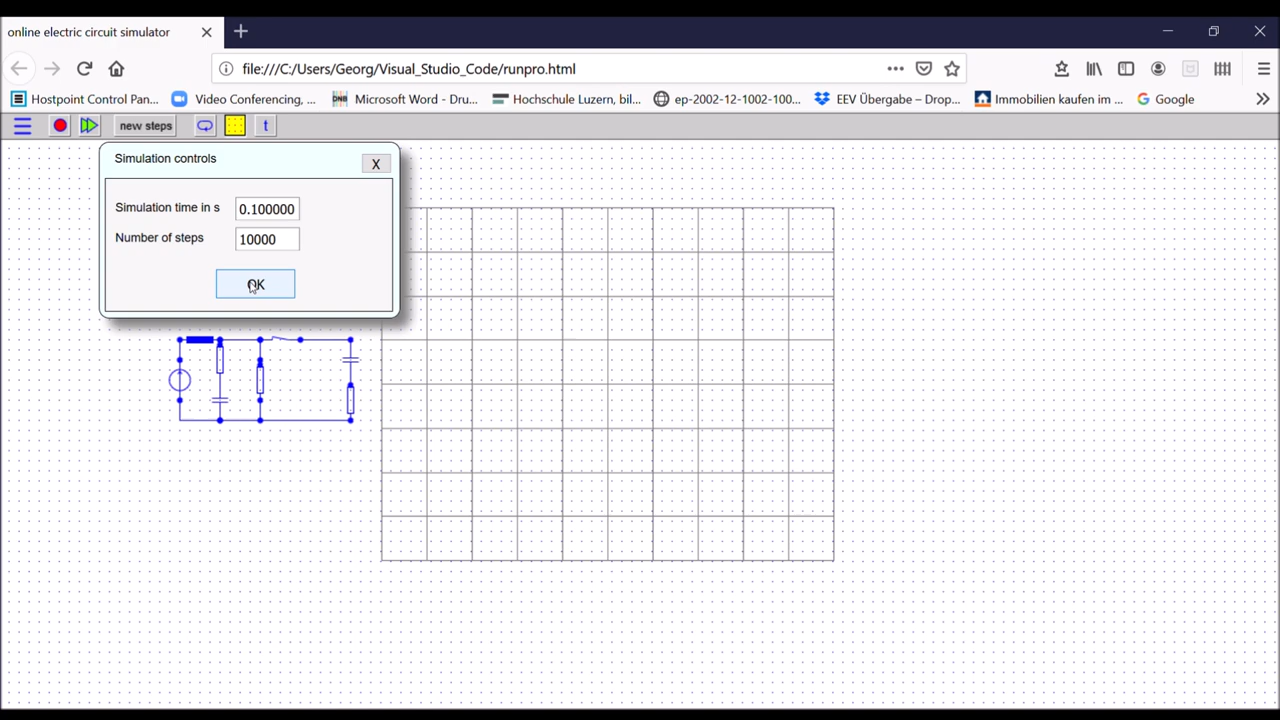 online electric circuit simulator
file:///C:/Users/Georg/Visual_Studio_Code/runpro.html
Hostpoint Control Pan... Video Conferencing, ... DNB Microsoft Word - Dru... Hochschule Luzern, bil... ep-2002-12-1002-100... EEV Übergabe – Drop... Immobilien kaufen im ... G Google
new steps t
Simulation controls X
Simulation time in s 0.100000
Number of steps 10000
OK